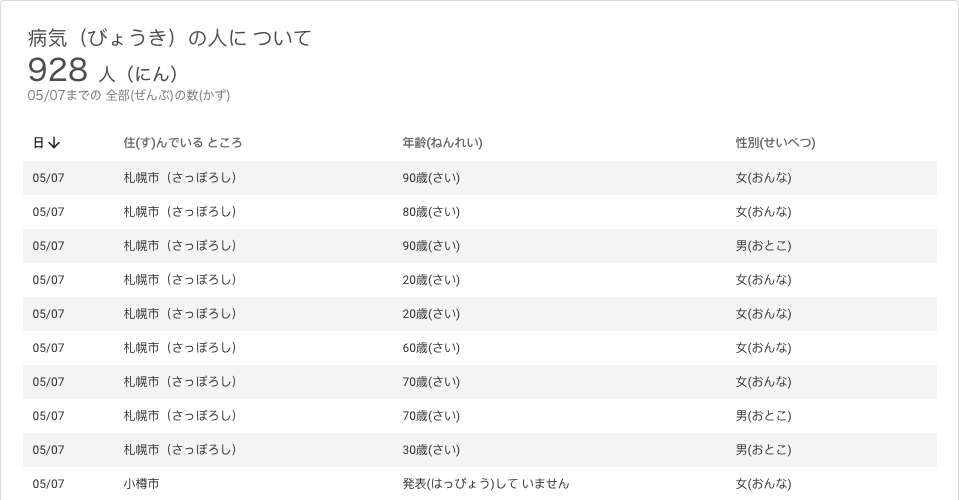 病気（びょうき）の人に ついて
928 人（にん）
05/07までの 全部(ぜんぶ)の数(かず)
日↓ 住(す)んでいる ところ 年齢(ねんれい) 性別(せいべつ)
05/07 札幌市（さっぽろし） 90歳(さい) 女(おんな)
05/07 札幌市（さっぽろし） 80歳(さい) 女(おんな)
05/07 札幌市（さっぽろし） 90歳(さい) 男(おとこ)
05/07 札幌市（さっぽろし） 20歳(さい) 女(おんな)
05/07 札幌市（さっぽろし） 20歳(さい) 女(おんな)
05/07 札幌市（さっぽろし） 60歳(さい) 女(おんな)
05/07 札幌市（さっぽろし） 70歳(さい) 女(おんな)
05/07 札幌市（さっぽろし） 70歳(さい) 男(おとこ)
05/07 札幌市（さっぽろし） 30歳(さい) 男(おとこ)
05/07 小樽市 発表(はっぴょう)して いません 女(おんな)